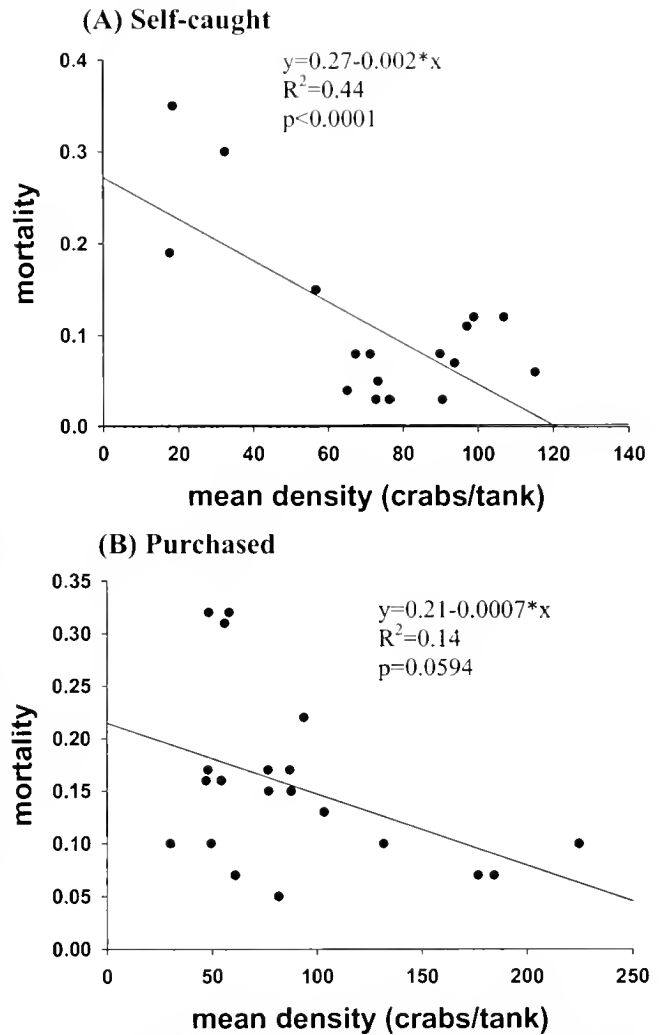 (A) Self-caught
y=0.27-0.002*x
R²=0.44
p<0.0001
0.4
0.3
0.2
0.1
0.0
mortality
0 20 40 60 80 100 120 140
mean density (crabs/tank)
(B) Purchased
y=0.21-0.0007*x
R²=0.14
p=0.0594
0.35
0.30
0.25
0.20
0.15
0.10
0.05
0.00
mortality
0 50 100 150 200 250
mean density (crabs/tank)